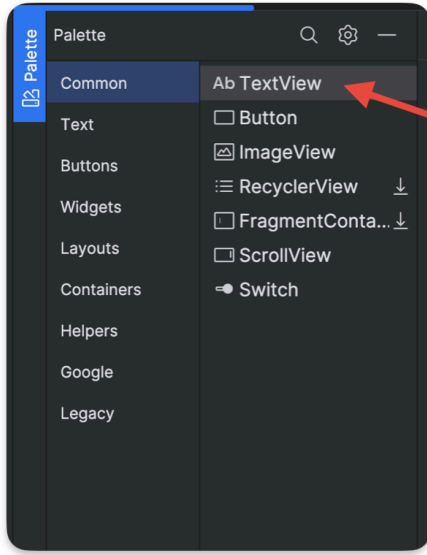 Palette
Palette
Common
Text
Buttons
Widgets
Layouts
Containers
Helpers
Google
Legacy
Ab TextView
Button
ImageView
RecyclerView
FragmentConta...
ScrollView
Switch